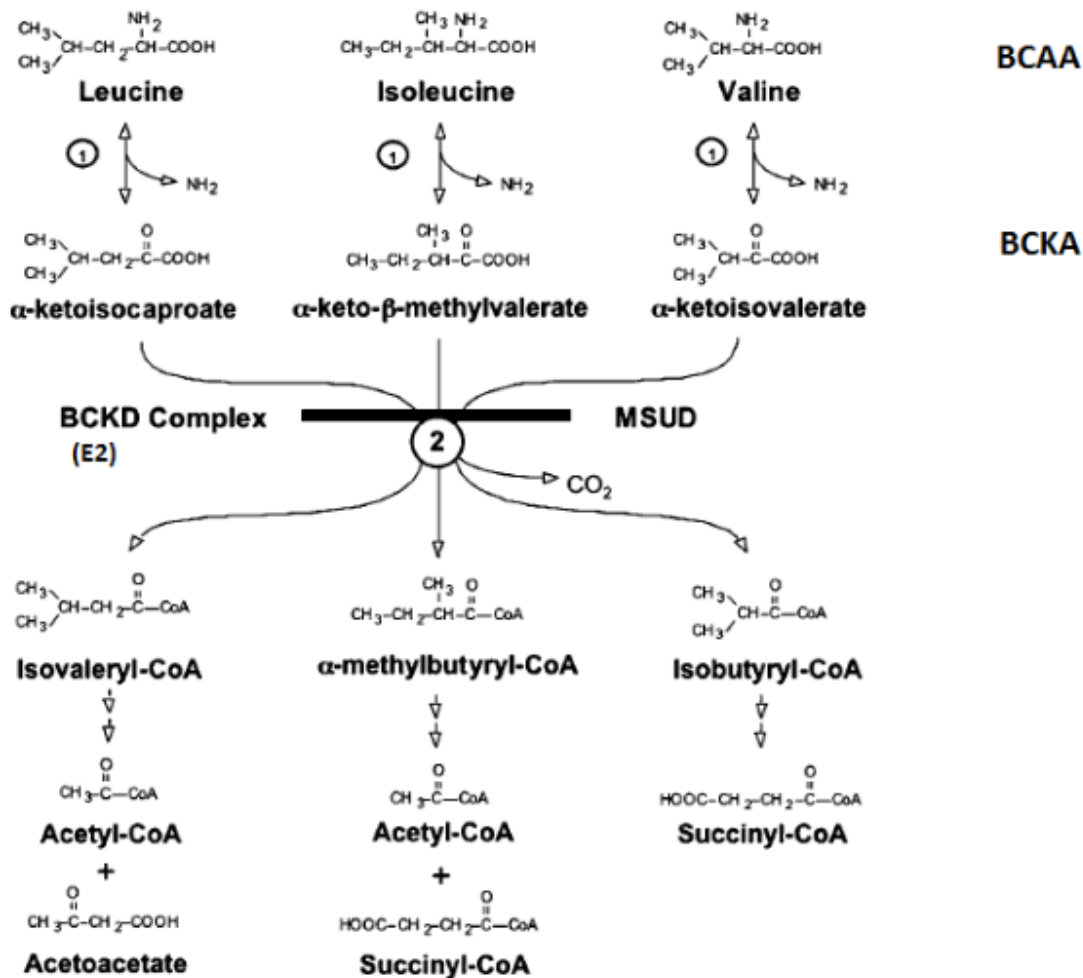 NH₂ CH₃ NH₂ NH₂
CH₃ CH₃
CH-CH₂-CH-COOH CH₃-CH₂-CH-CH-COOH CH-CH-COOH BCAA
CH₃ CH₃
Leucine Isoleucine Valine
1 1 1
NH₂ NH₂ NH₂
O CH₃ O O
CH₃ CH₃
CH-CH₂-C-COOH CH₃-CH₂-CH-C-COOH CH-C-COOH BCKA
CH₃ CH₃
α-ketoisocaproate α-keto-β-methylvalerate α-ketoisovalerate
BCKD Complex MSUD
(E2) 2
CO₂
O CH₃ O O
CH₃ CH₃
CH-CH₂-C-CoA CH₃-CH₂-CH-C-CoA CH-C-CoA
CH₃ CH₃
Isovaleryl-CoA α-methylbutyryl-CoA Isobutyryl-CoA
O O O
CH₃-C-CoA CH₃-C-CoA HOOC-CH₂-CH₂-C-CoA
Acetyl-CoA Acetyl-CoA Succinyl-CoA
+ +
O O
CH₃-C-CH₂-COOH HOOC-CH₂-CH₂-C-CoA
Acetoacetate Succinyl-CoA